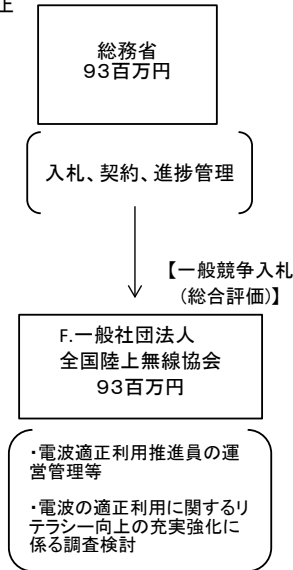 上
総務省
９３百万円
入札、契約、進捗管理
【一般競争入札
（総合評価）】
F.一般社団法人
全国陸上無線協会
９３百万円
・電波適正利用推進員の運
営管理等
・電波の適正利用に関するリ
テラシー向上の充実強化に
係る調査検討